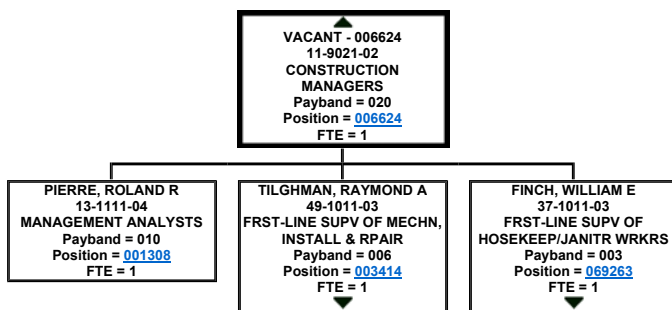 VACANT - 006624
11-9021-02
CONSTRUCTION
MANAGERS
Payband = 020
Position = 006624
FTE = 1
PIERRE, ROLAND R
13-1111-04
MANAGEMENT ANALYSTS
Payband = 010
Position = 001308
FTE = 1
TILGHMAN, RAYMOND A
49-1011-03
FRST-LINE SUPV OF MECHN,
INSTALL & RPAIR
Payband = 006
Position = 003414
FTE = 1
FINCH, WILLIAM E
37-1011-03
FRST-LINE SUPV OF
HOSEKEEP/JANITR WRKRS
Payband = 003
Position = 069263
FTE = 1